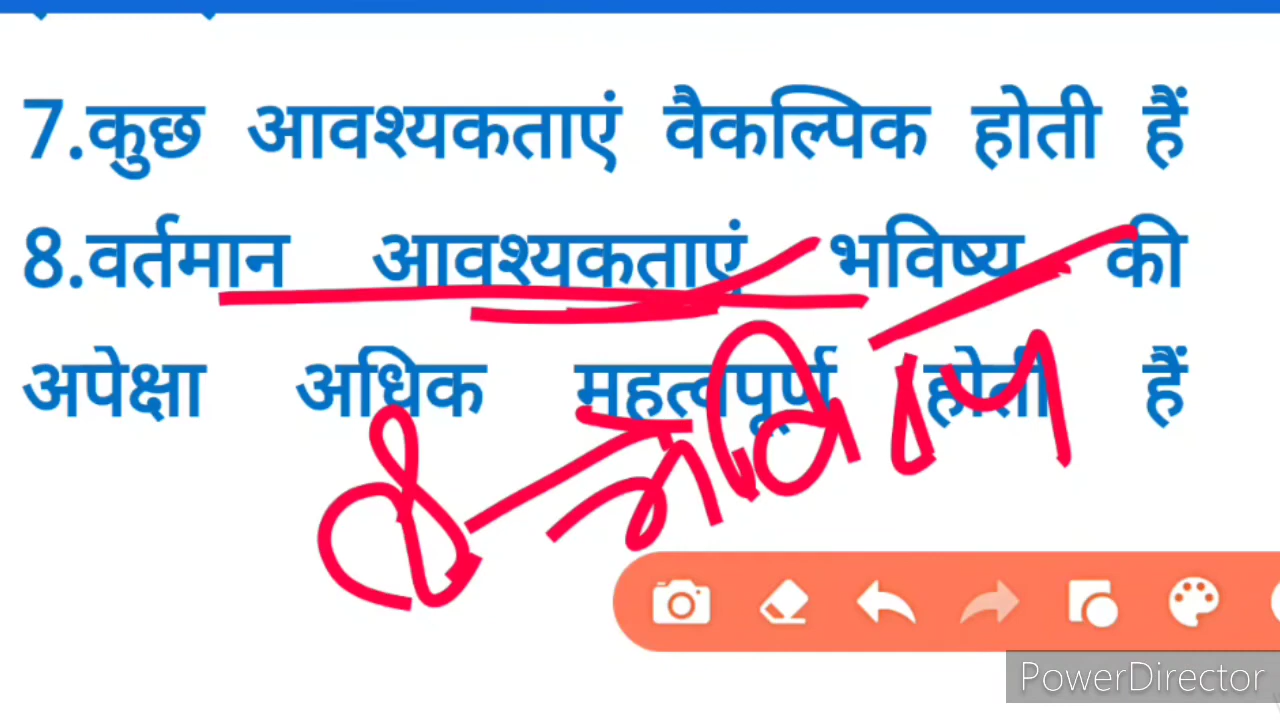 7.कुछ आवश्यकताएं वैकल्पिक होती हैं
8.वर्तमान आवश्यकताएं भविष्य की
अपेक्षा अधिक महत्वपूर्ण होती हैं
PowerDirector